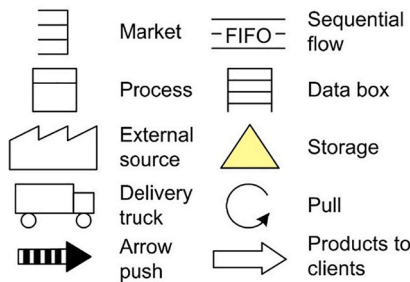 Market
FIFO
Sequential
flow
Process
Data box
External
source
Storage
Delivery
truck
Pull
Arrow
push
Products to
clients